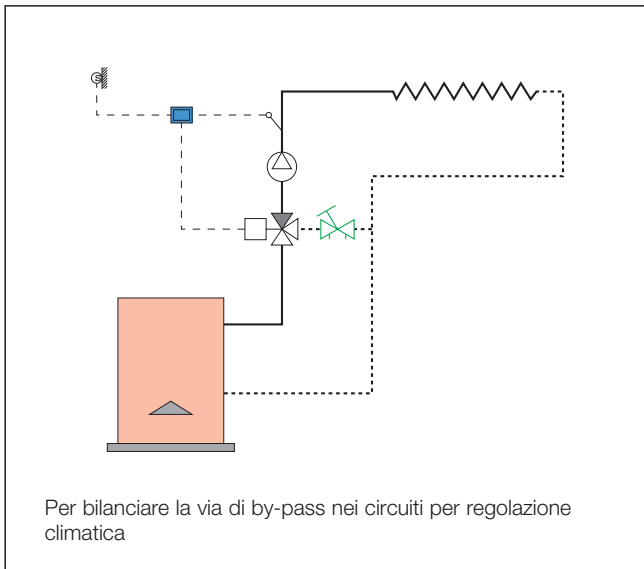 S
Per bilanciare la via di by-pass nei circuiti per regolazione
climatica